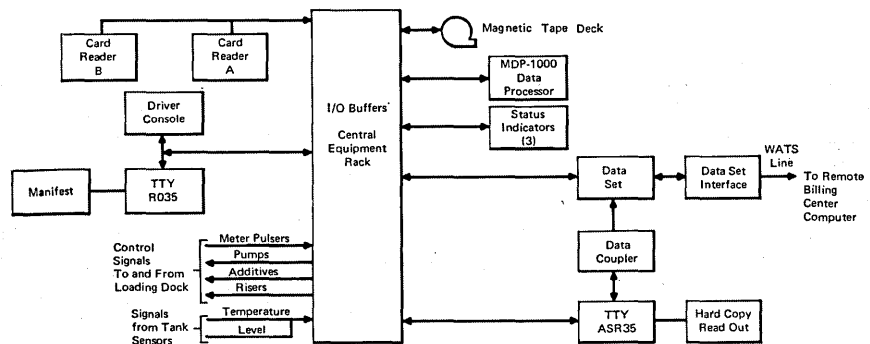 Card
Reader
B
Card
Reader
A
Driver
Console
Manifest
TTY
R035
Control
Signals
To and From
Loading Dock
Meter Pulsers
Pumps
Additives
Risers
Signals
from Tank
Sensors
Temperature
Level
I/O Buffers
Central
Equipment
Rack
Magnetic Tape Deck
MDP-1000
Data
Processor
Status
Indicators
(3)
Data
Set
Data Set
Interface
WATS
Line
To Remote
Billing
Center
Computer
Data
Coupler
TTY
ASR35
Hard Copy
Read Out